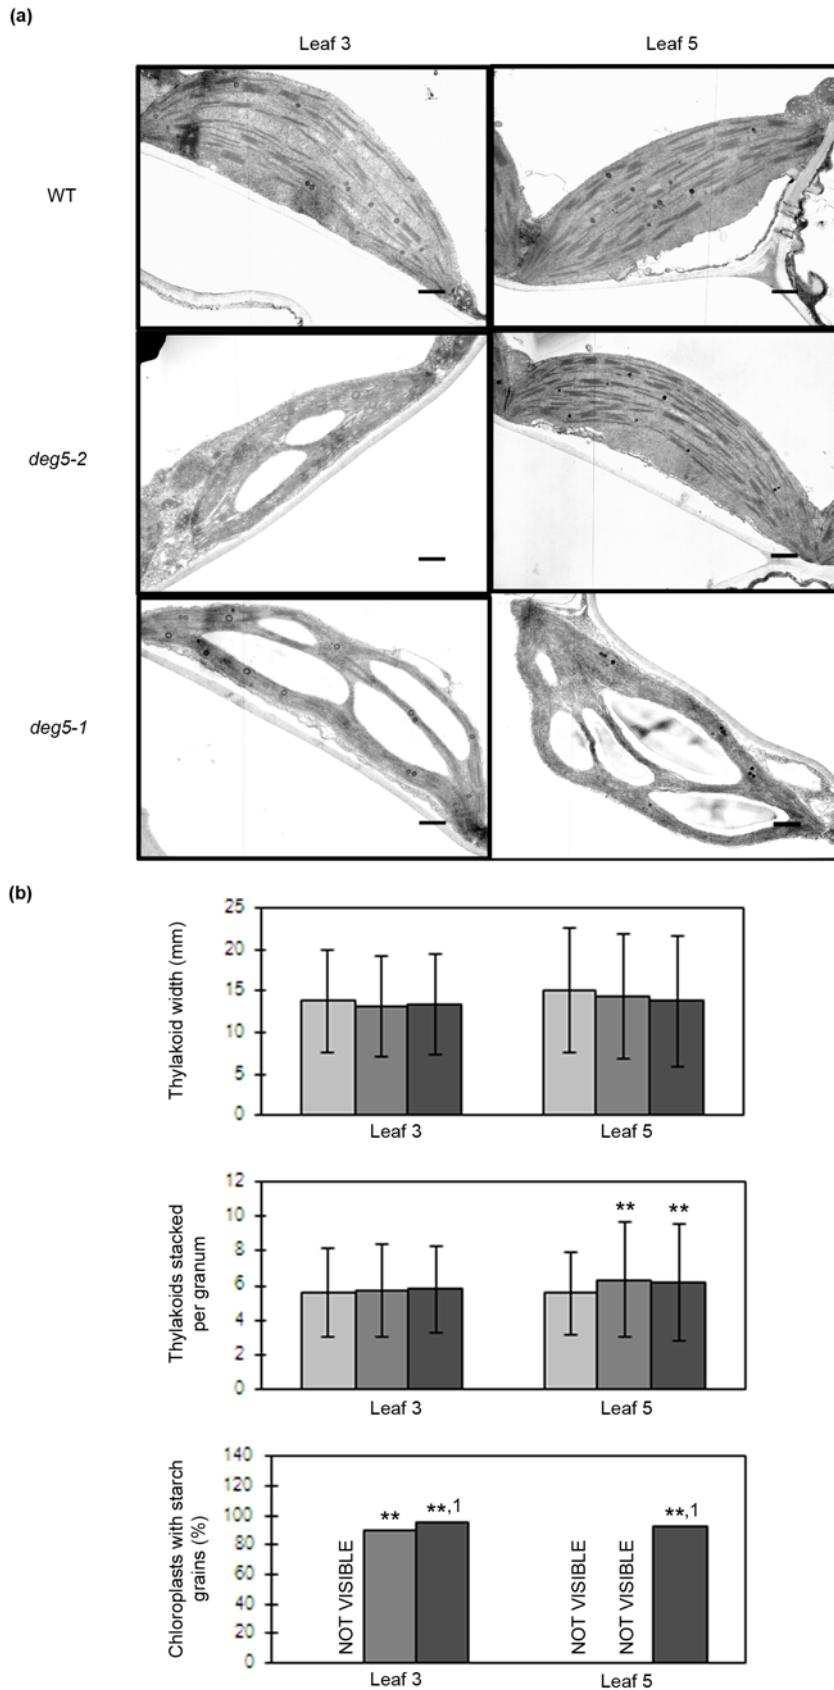 (a)
Leaf 3 Leaf 5
WT
deg5-2
deg5-1
(b)
Thylakoid width (mm)
25
20
15
10
5
0
Leaf 3 Leaf 5
Thylakoids stacked
per granum
12
10
8
6
4
2
0
** **
Leaf 3 Leaf 5
Chloroplasts with starch
grains (%)
140
120
100
80
60
40
20
0
NOT VISIBLE ** **,1 NOT VISIBLE NOT VISIBLE **,1
Leaf 3 Leaf 5